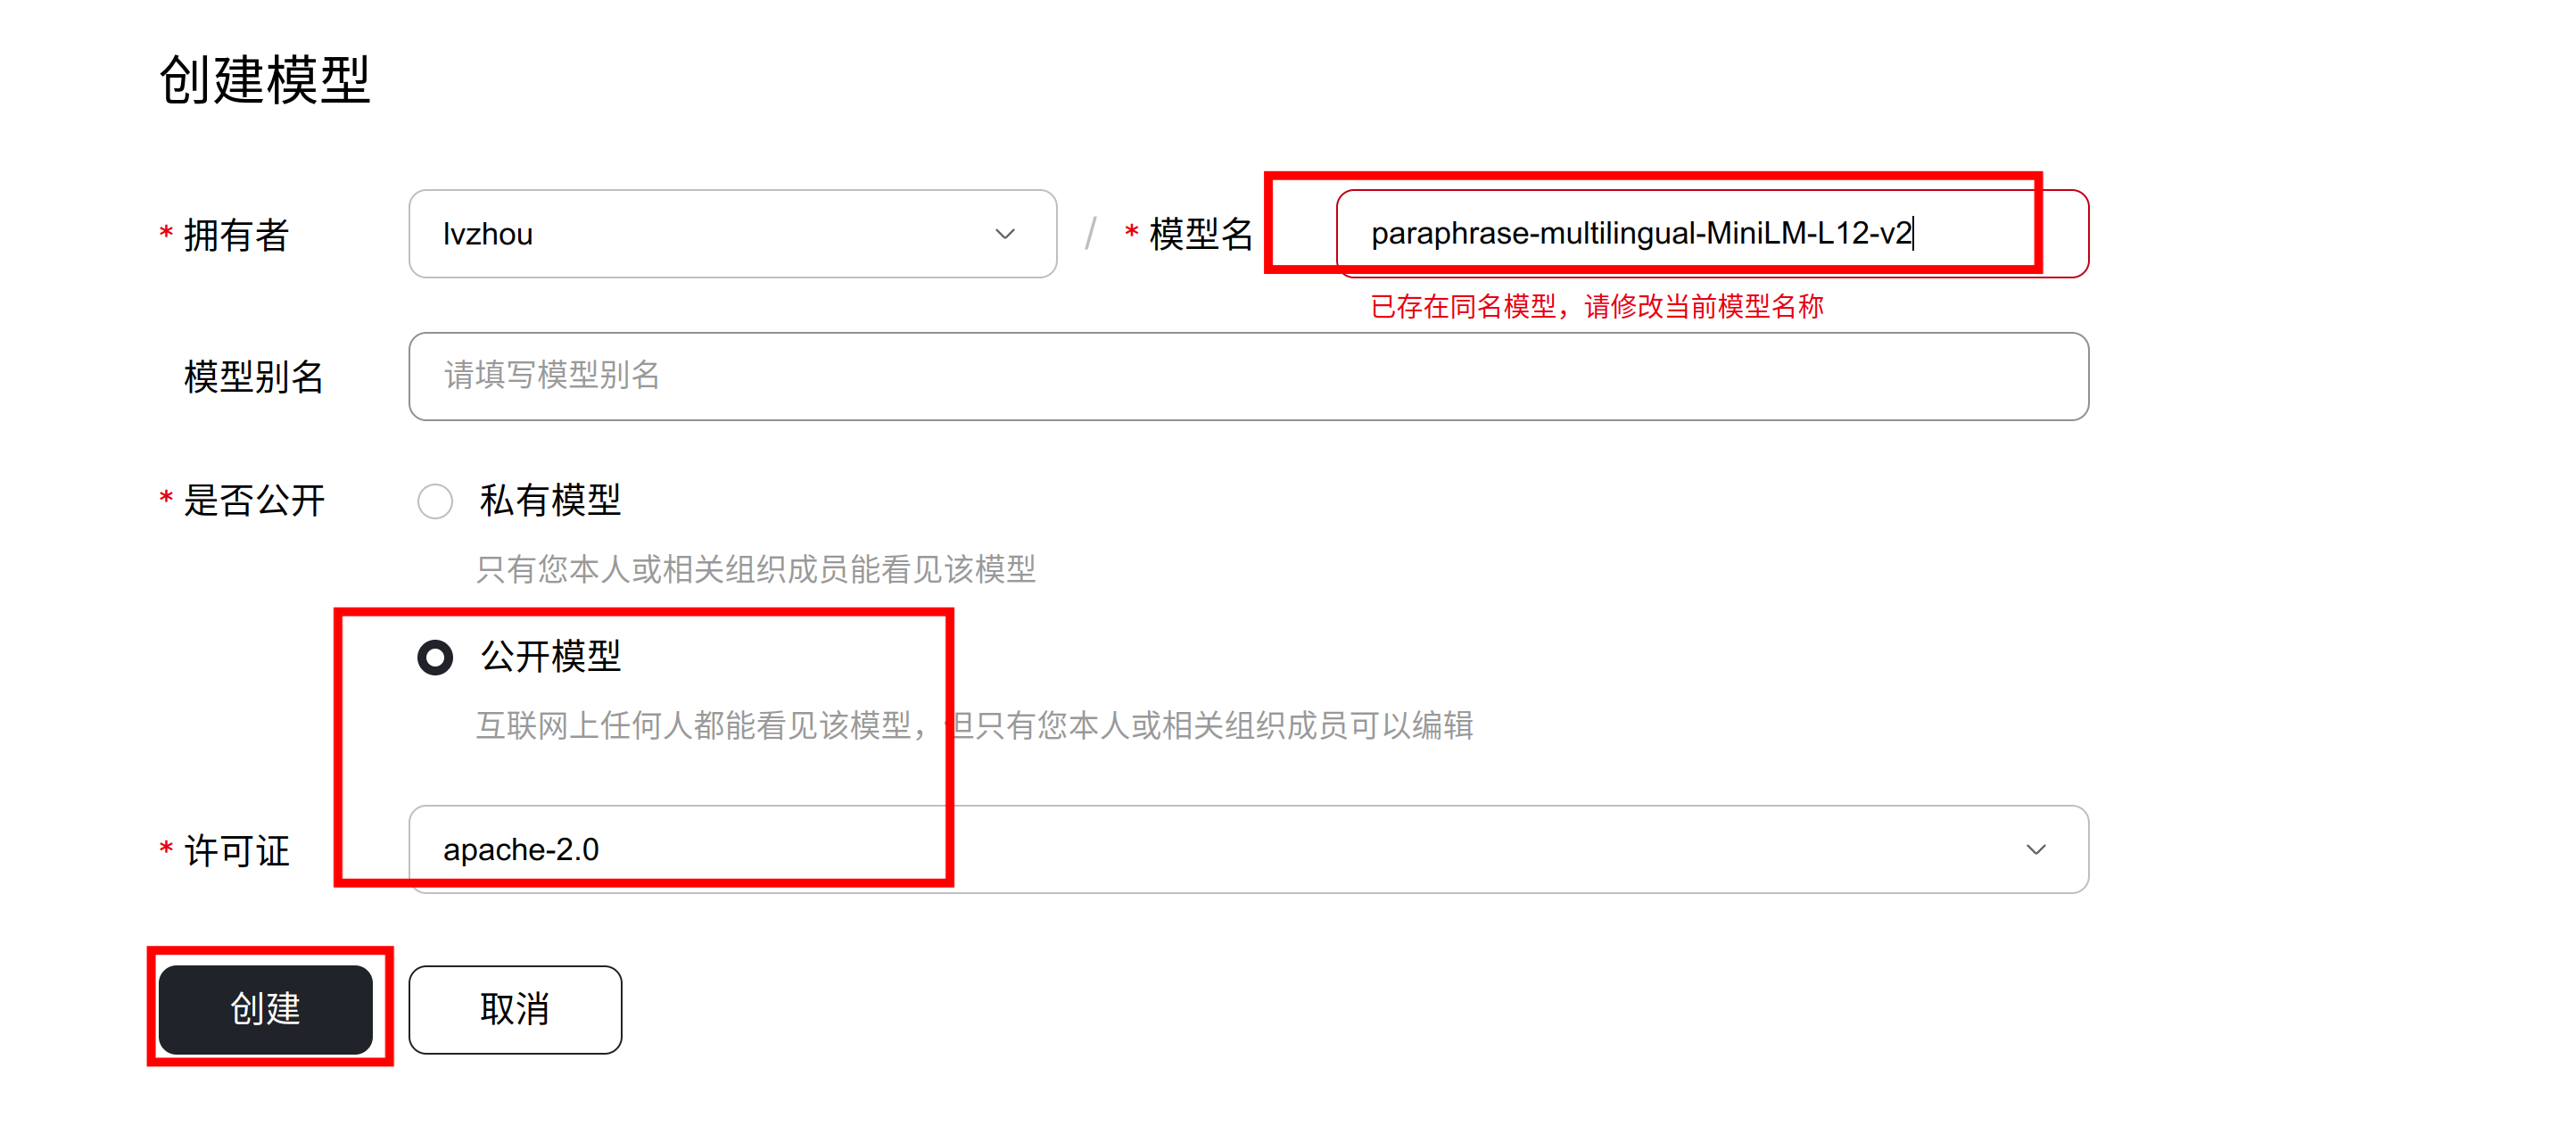 创建模型
* 拥有者 lvzhou / * 模型名 paraphrase-multilingual-MiniLM-L12-v2
已存在同名模型，请修改当前模型名称
模型别名 请填写模型别名
* 是否公开 私有模型
只有您本人或相关组织成员能看见该模型
公开模型
互联网上任何人都能看见该模型，但只有您本人或相关组织成员可以编辑
* 许可证 apache-2.0
创建 取消